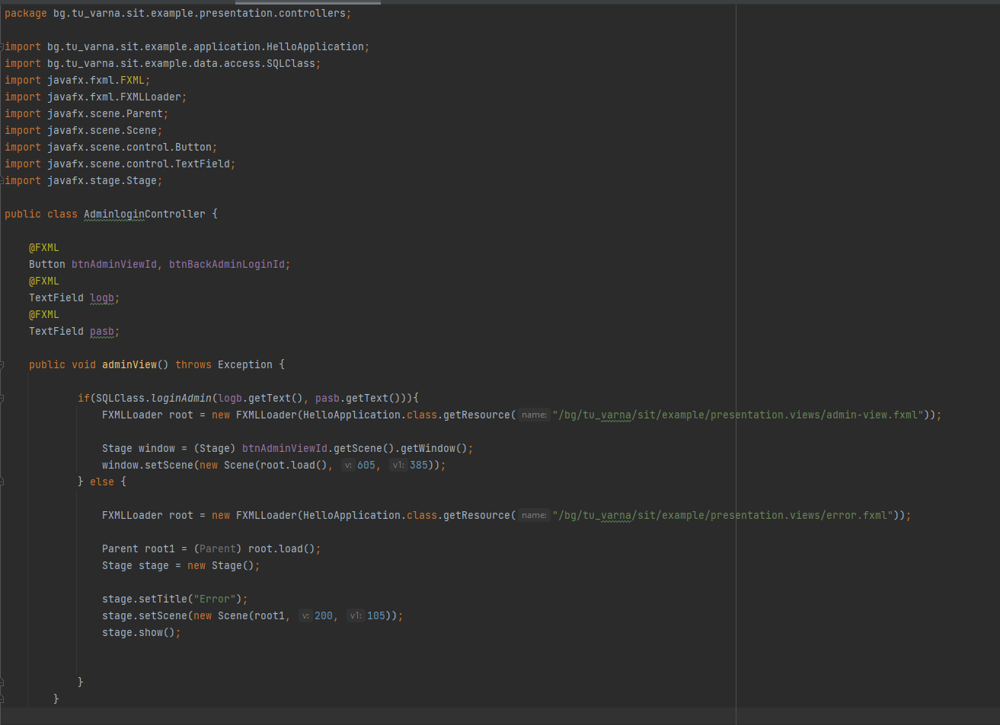 package bg.tu_varna.sit.example.presentation.controllers;
import bg.tu_varna.sit.example.application.HelloApplication;
import bg.tu_varna.sit.example.data.access.SQLClass;
import javafx.fxml.FXML;
import javafx.fxml.FXMLLoader;
import javafx.scene.Parent;
import javafx.scene.Scene;
import javafx.scene.control.Button;
import javafx.scene.control.TextField;
import javafx.stage.Stage;
public class AdminloginController {
@FXML
Button btnAdminViewId, btnBackAdminLoginId;
@FXML
TextField logb;
@FXML
TextField pasb;
public void adminView() throws Exception {
if(SQLClass.loginAdmin(logb.getText(), pasb.getText())){
FXMLLoader root = new FXMLLoader(HelloApplication.class.getResource( name: "/bg/tu_varna/sit/example/presentation.views/admin-view.fxml"));
Stage window = (Stage) btnAdminViewId.getScene().getWindow();
window.setScene(new Scene(root.load(), v: 605, v1: 385));
} else {
FXMLLoader root = new FXMLLoader(HelloApplication.class.getResource( name: "/bg/tu_varna/sit/example/presentation.views/error.fxml"));
Parent root1 = (Parent) root.load();
Stage stage = new Stage();
stage.setTitle("Error");
stage.setScene(new Scene(root1, v: 200, v1: 105));
stage.show();
}
}